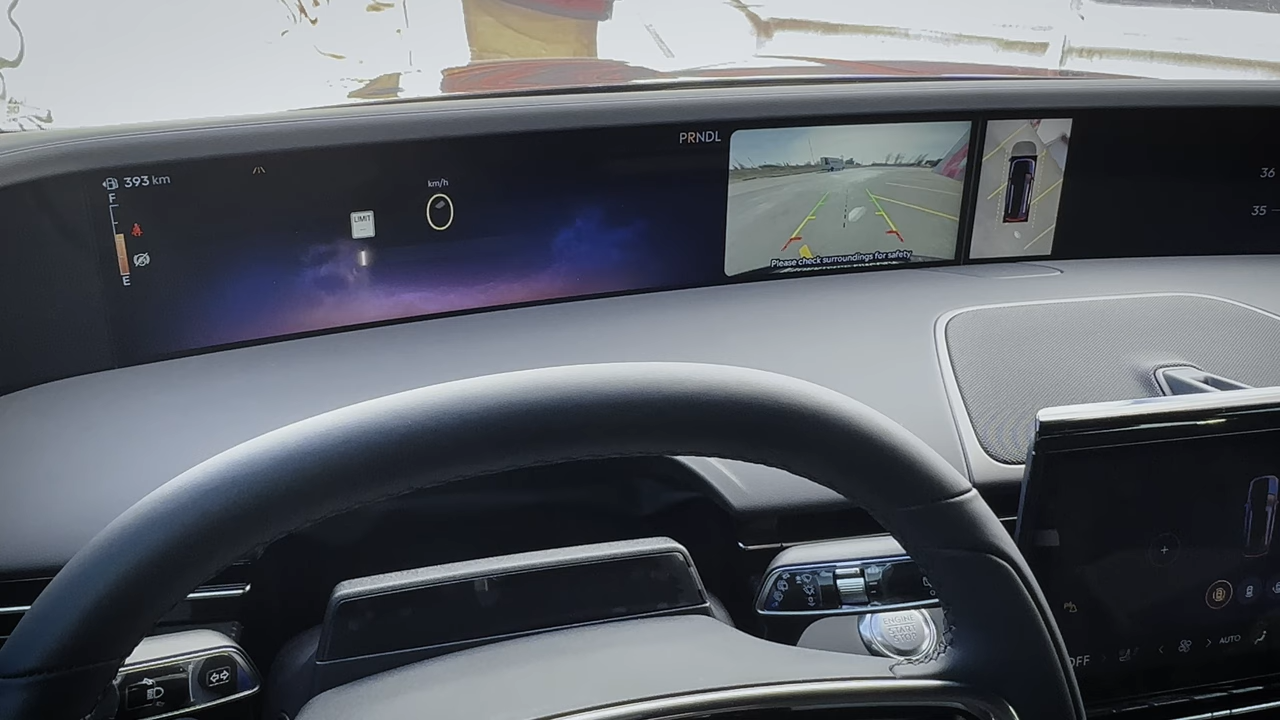 PRNDL
393 km
F
km/h
LIMIT
E
Please check surroundings for safety
36
35
ENGINE
START
STOP
AUTO
OFF